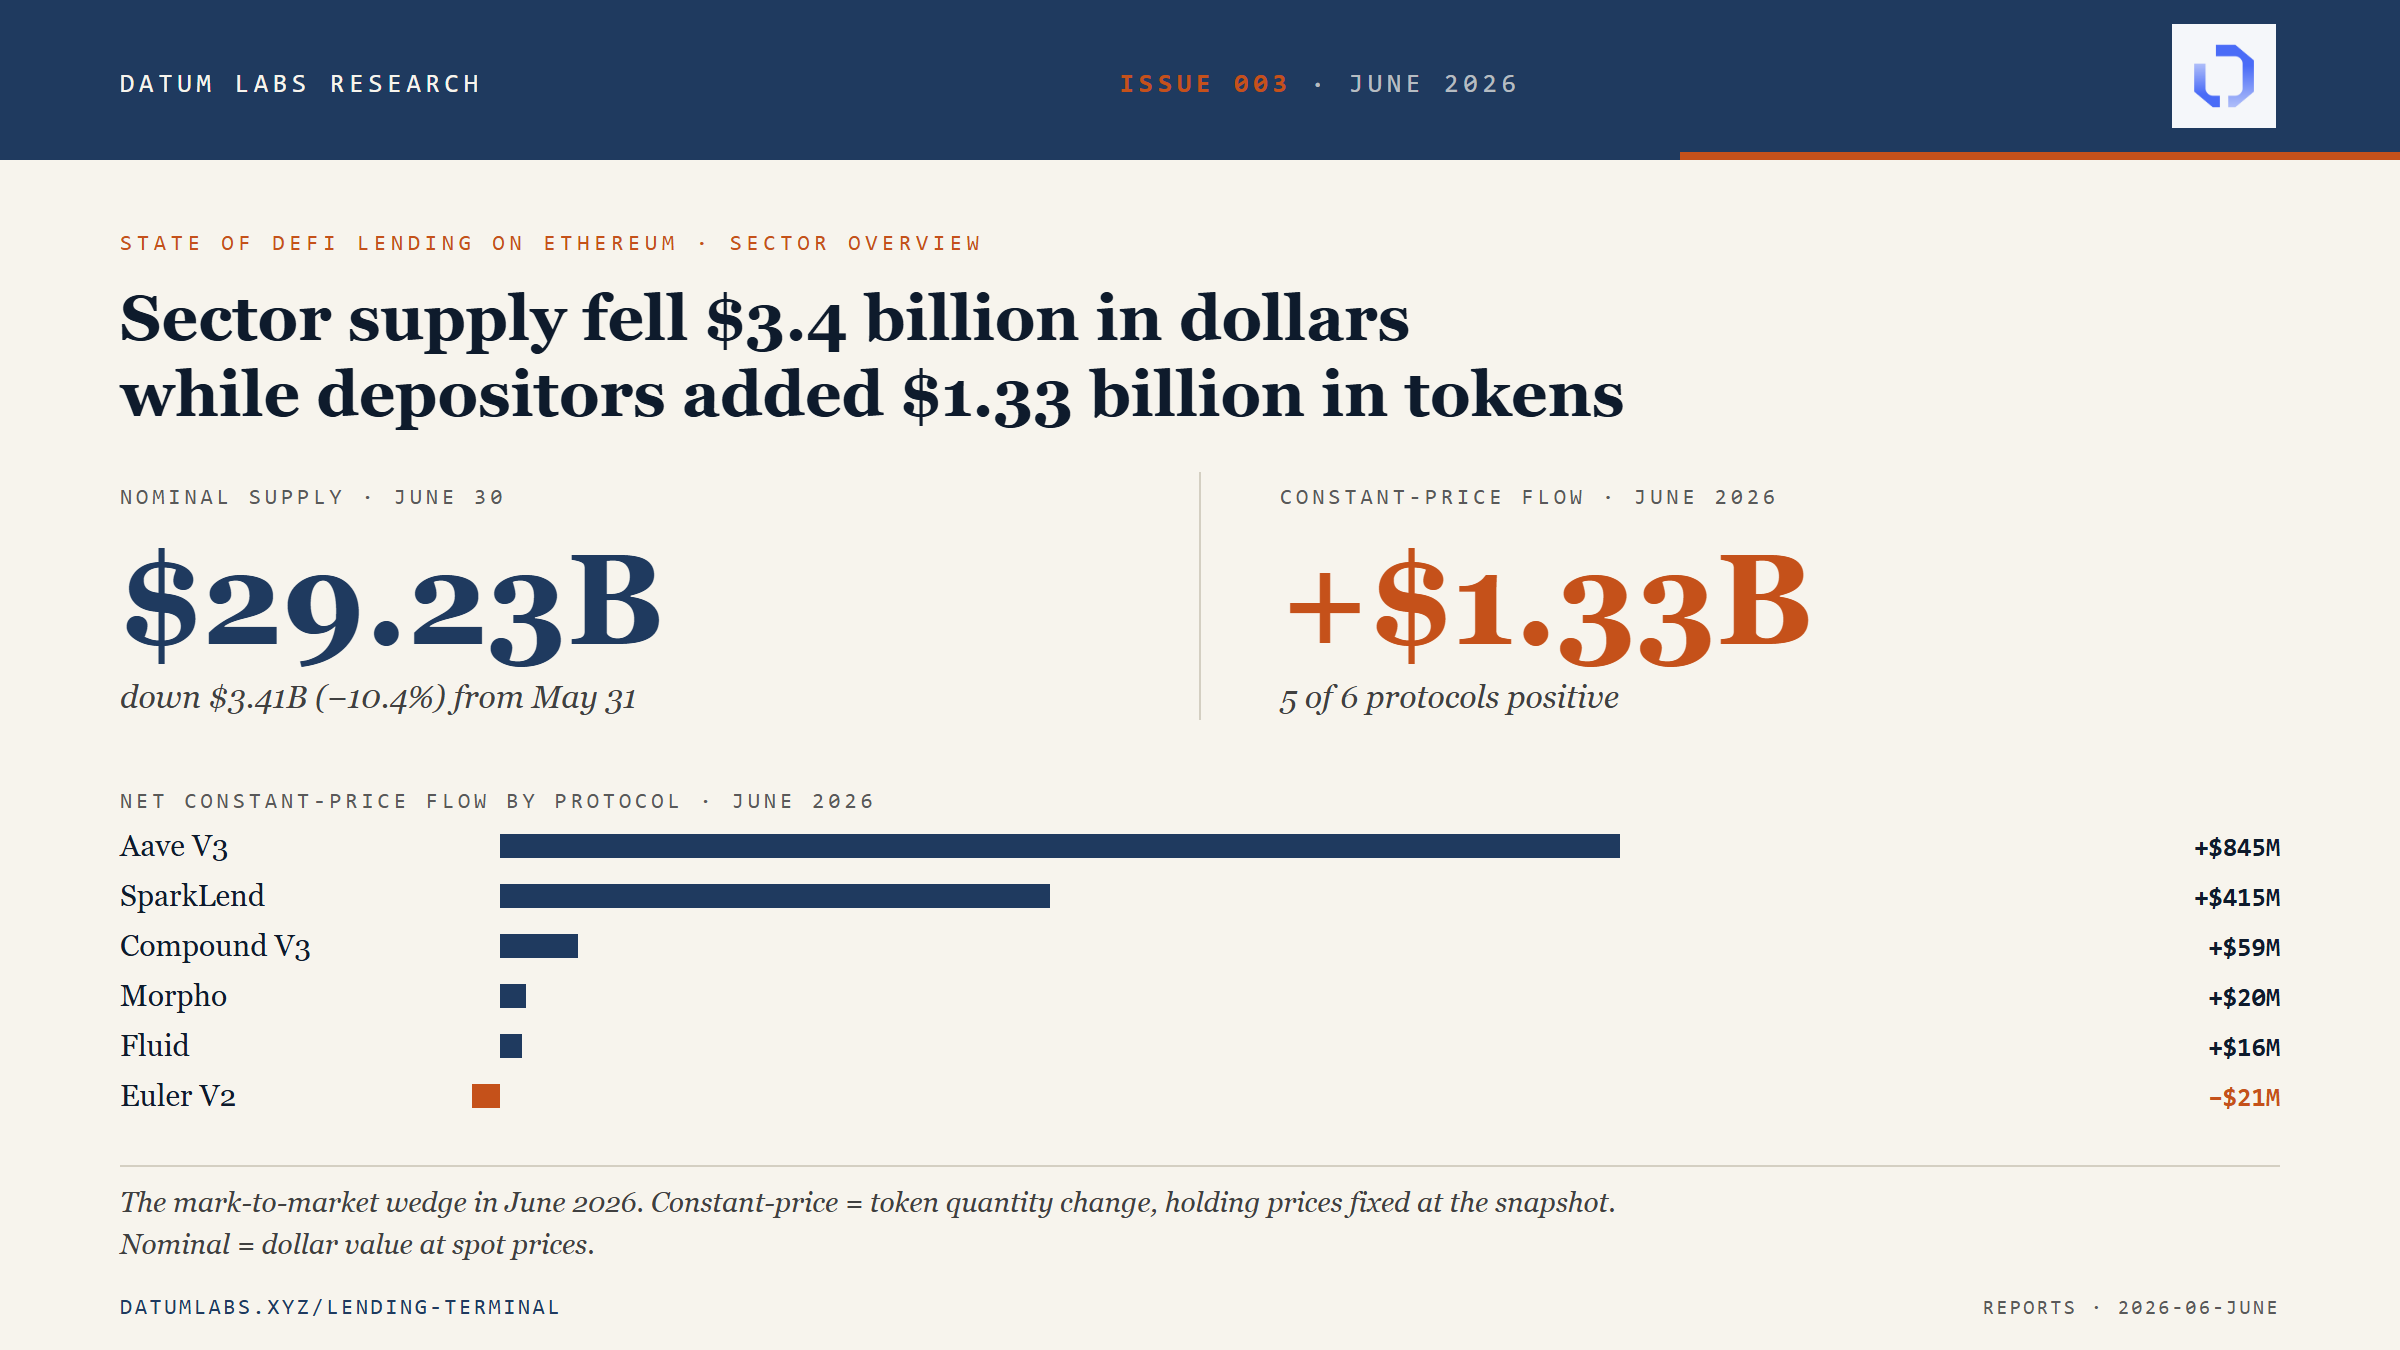 DATUM LABS RESEARCH
ISSUE 003 · JUNE 2026
STATE OF DEFI LENDING ON ETHEREUM · SECTOR OVERVIEW
Sector supply fell $3.4 billion in dollars
while depositors added $1.33 billion in tokens
NOMINAL SUPPLY · JUNE 30
$29.23B
down $3.41B (−10.4%) from May 31
CONSTANT-PRICE FLOW · JUNE 2026
+$1.33B
5 of 6 protocols positive
NET CONSTANT-PRICE FLOW BY PROTOCOL · JUNE 2026
Aave V3 +$845M
SparkLend +$415M
Compound V3 +$59M
Morpho +$20M
Fluid +$16M
Euler V2 −$21M
The mark-to-market wedge in June 2026. Constant-price = token quantity change, holding prices fixed at the snapshot.
Nominal = dollar value at spot prices.
DATUMLABS.XYZ/LENDING-TERMINAL
REPORTS · 2026-06-JUNE